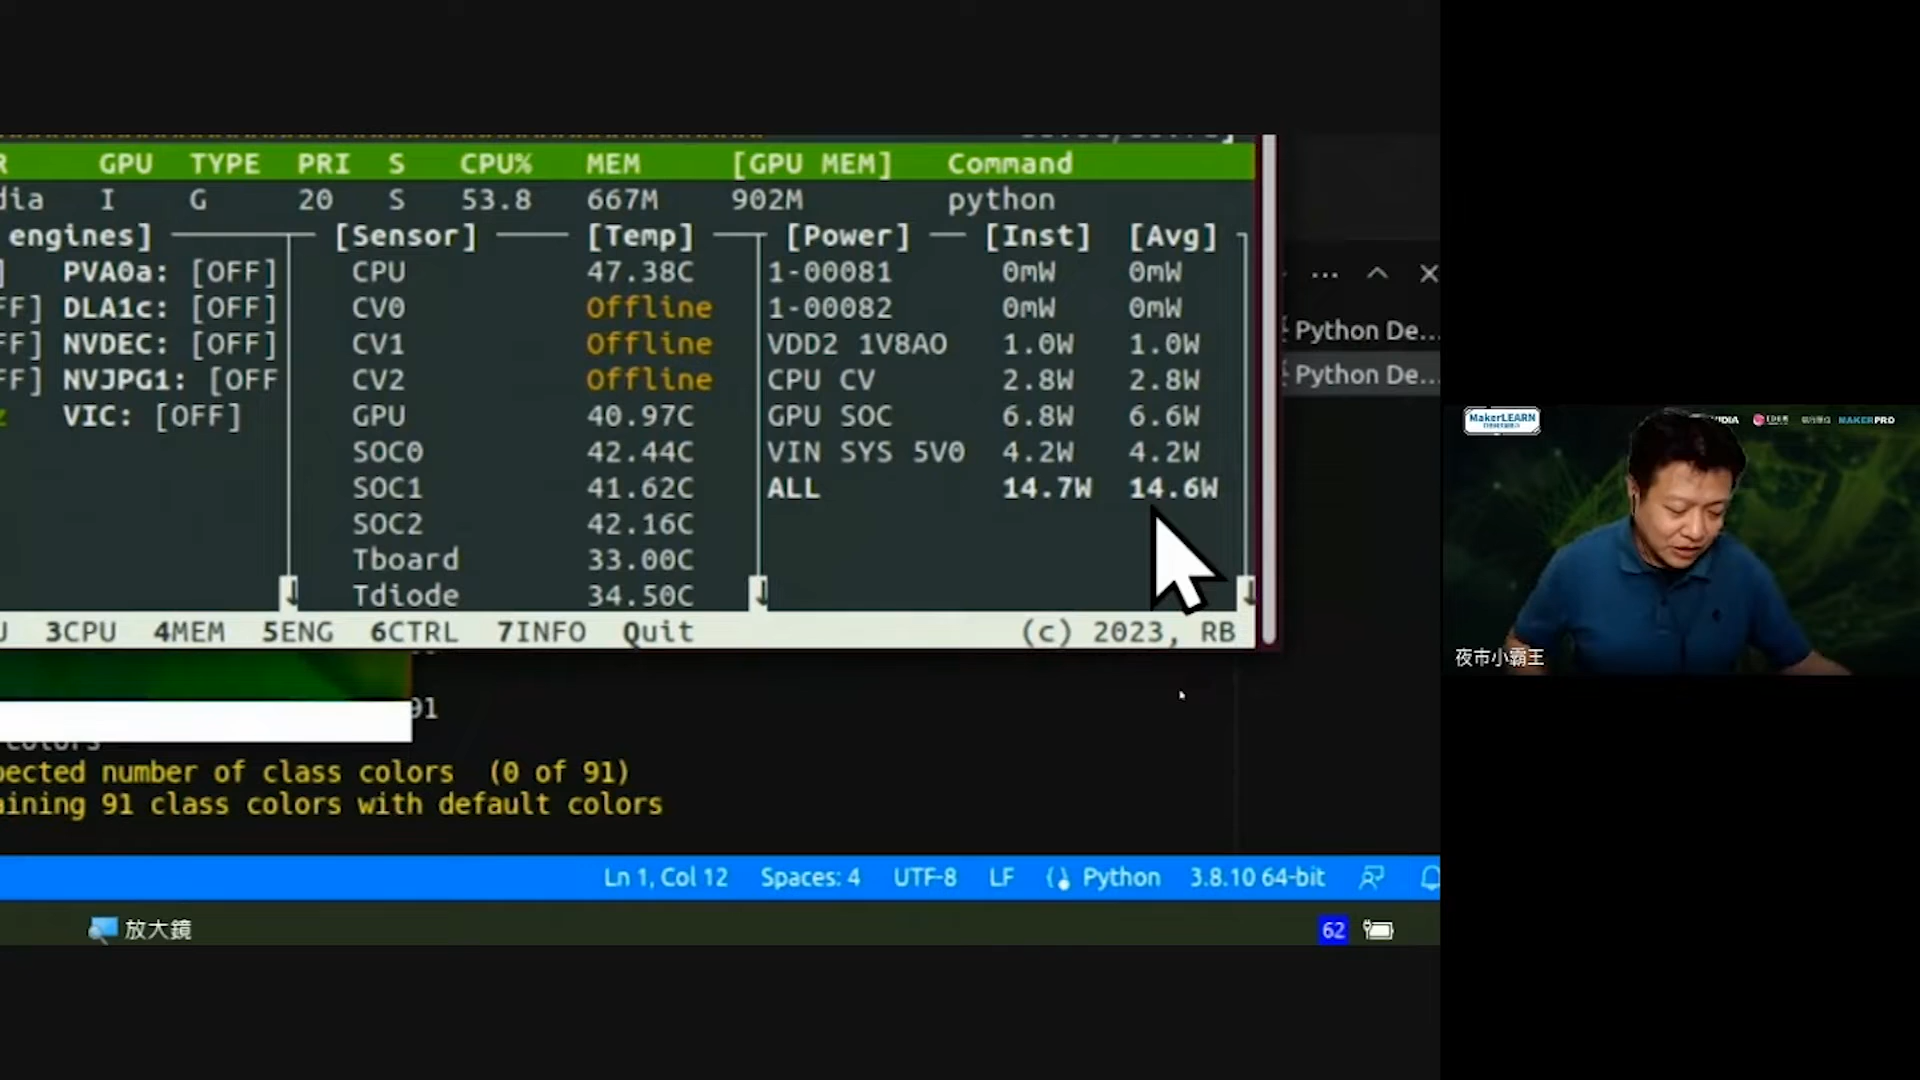 GPU TYPE PRI S CPU% MEM [GPU MEM] Command
dia I G 20 S 53.8 667M 902M python
engines] [Sensor] [Temp] [Power] [Inst] [Avg]
] PVA0a: [OFF] CPU 47.38C 1-00081 0mW 0mW
FF] DLA1c: [OFF] CV0 Offline 1-00082 0mW 0mW
FF] NVDEC: [OFF] CV1 Offline VDD2 1V8AO 1.0W 1.0W
FF] NVJPG1: [OFF CV2 Offline CPU CV 2.8W 2.8W
z VIC: [OFF] GPU 40.97C GPU SOC 6.8W 6.6W
SOC0 42.44C VIN SYS 5V0 4.2W 4.2W
SOC1 41.62C ALL 14.7W 14.6W
SOC2 42.16C
Tboard 33.00C
Tdiode 34.50C
3CPU 4MEM 5ENG 6CTRL 7INFO Quit (c) 2023, RB
Python De...
Python De...
91
colors
pected number of class colors (0 of 91)
aining 91 class colors with default colors
Ln 1, Col 12 Spaces: 4 UTF-8 LF Python 3.8.10 64-bit
放大鏡
62
MakerLEARN
MAKERPRO
夜市小霸王